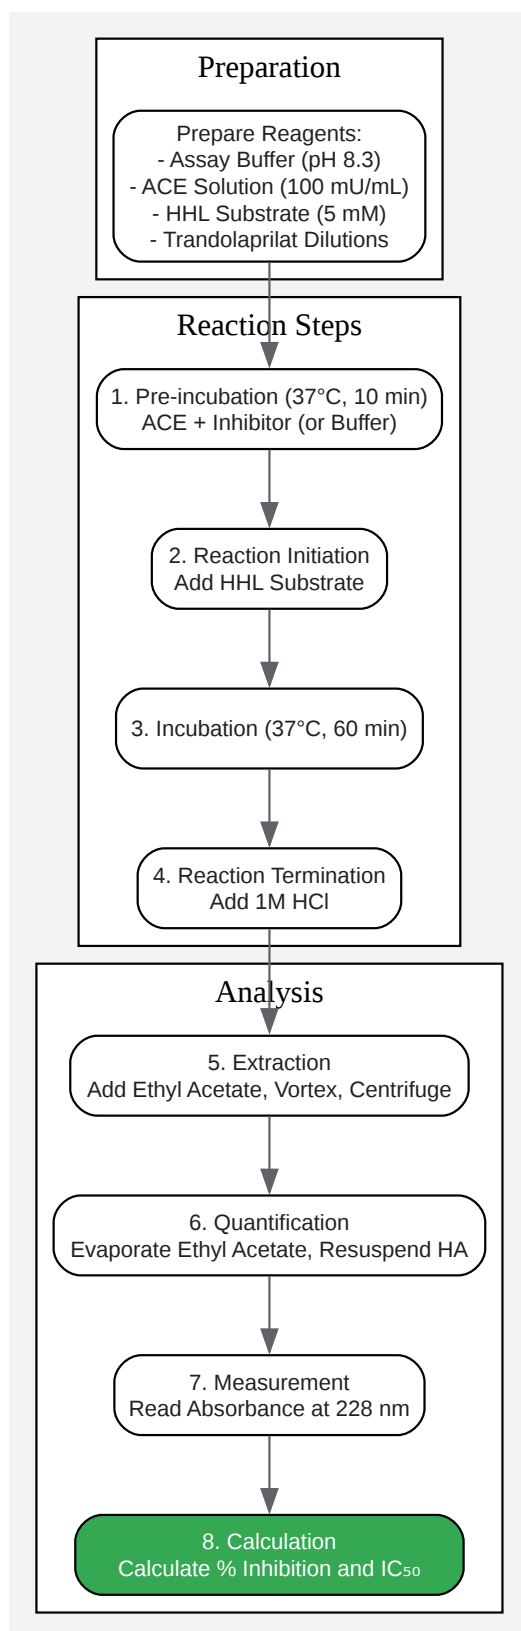 Preparation
Prepare Reagents:
- Assay Buffer (pH 8.3)
- ACE Solution (100 mU/mL)
- HHL Substrate (5 mM)
- Trandolaprilat Dilutions
Reaction Steps
1. Pre-incubation (37°C, 10 min)
ACE + Inhibitor (or Buffer)
2. Reaction Initiation
Add HHL Substrate
3. Incubation (37°C, 60 min)
4. Reaction Termination
Add 1M HCl
Analysis
5. Extraction
Add Ethyl Acetate, Vortex, Centrifuge
6. Quantification
Evaporate Ethyl Acetate, Resuspend HA
7. Measurement
Read Absorbance at 228 nm
8. Calculation
Calculate % Inhibition and IC₅₀